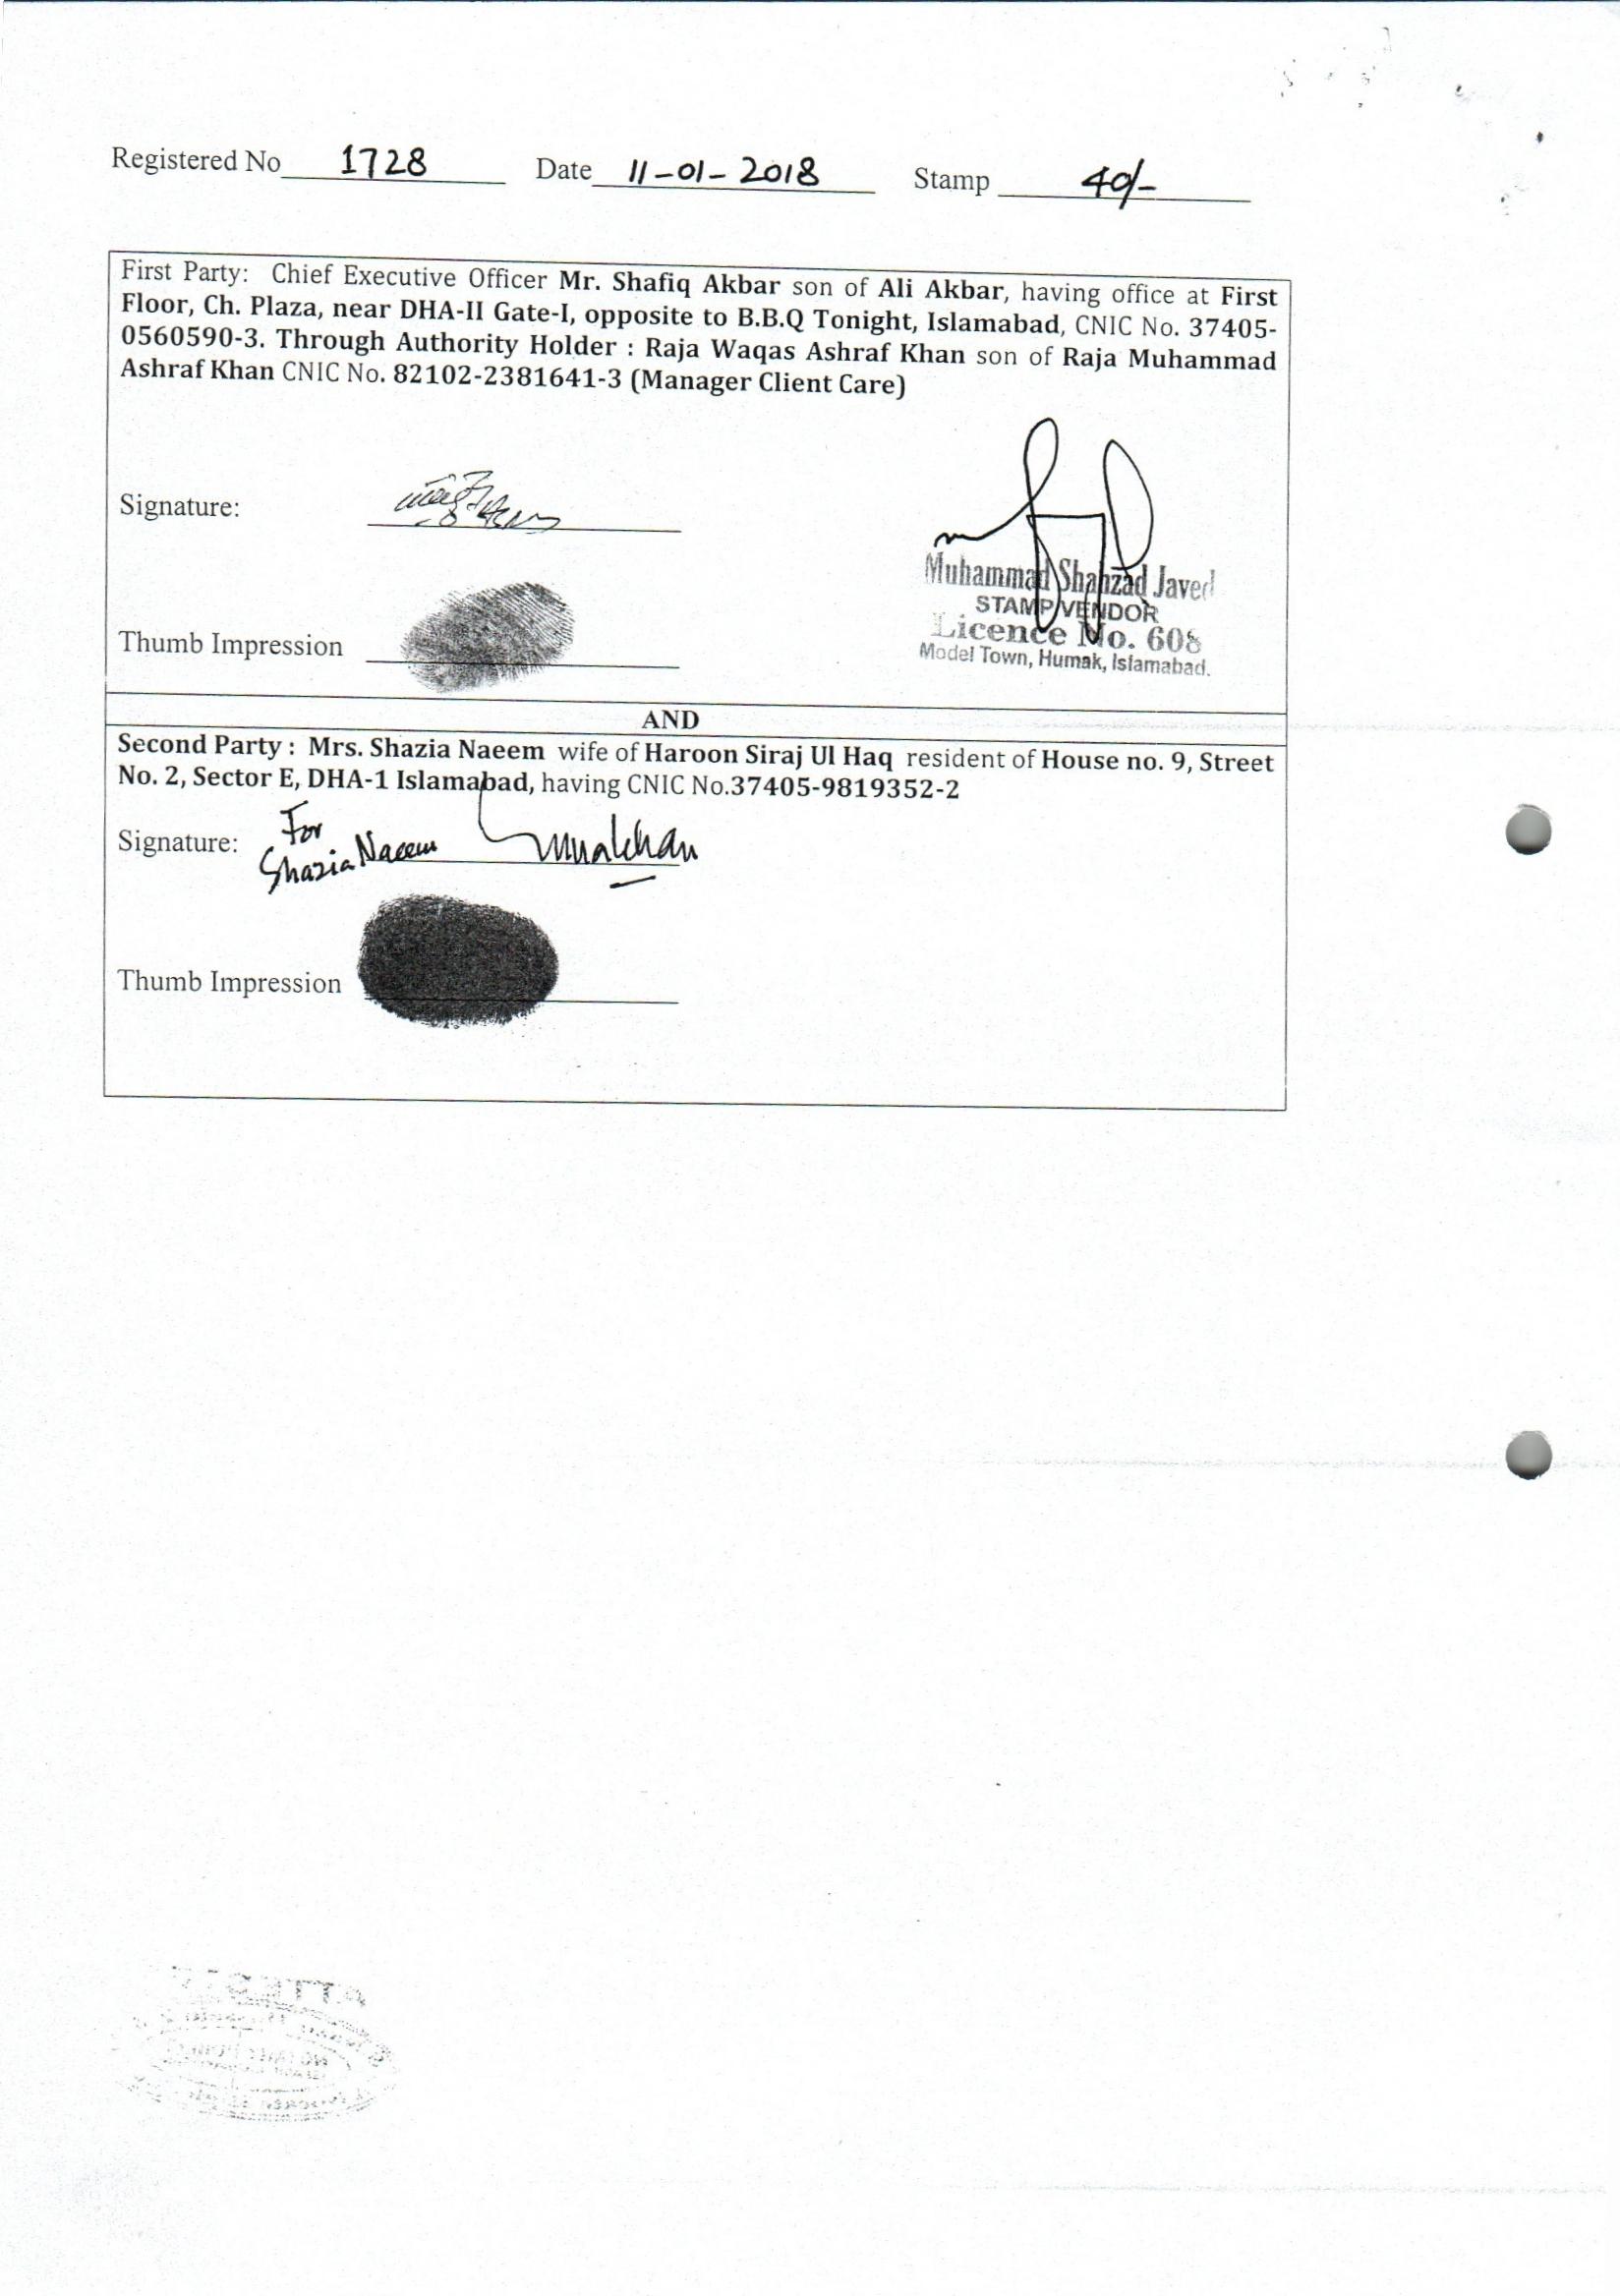 Registered No 1728 Date 11-01-2018 Stamp 40/-
First Party: Chief Executive Officer Mr. Shafiq Akbar son of Ali Akbar, having office at First
Floor, Ch. Plaza, near DHA-II Gate-I, opposite to B.B.Q Tonight, Islamabad, CNIC No. 37405-
0560590-3. Through Authority Holder : Raja Waqas Ashraf Khan son of Raja Muhammad
Ashraf Khan CNIC No. 82102-2381641-3 (Manager Client Care)
Signature:
Muhammad Shahzad Javed
STAMP VENDOR
Licence No. 608
Model Town, Humak, Islamabad.
Thumb Impression
AND
Second Party : Mrs. Shazia Naeem wife of Haroon Siraj Ul Haq resident of House no. 9, Street
No. 2, Sector E, DHA-1 Islamabad, having CNIC No.37405-9819352-2
Signature: For
Shazia Naeem
Thumb Impression